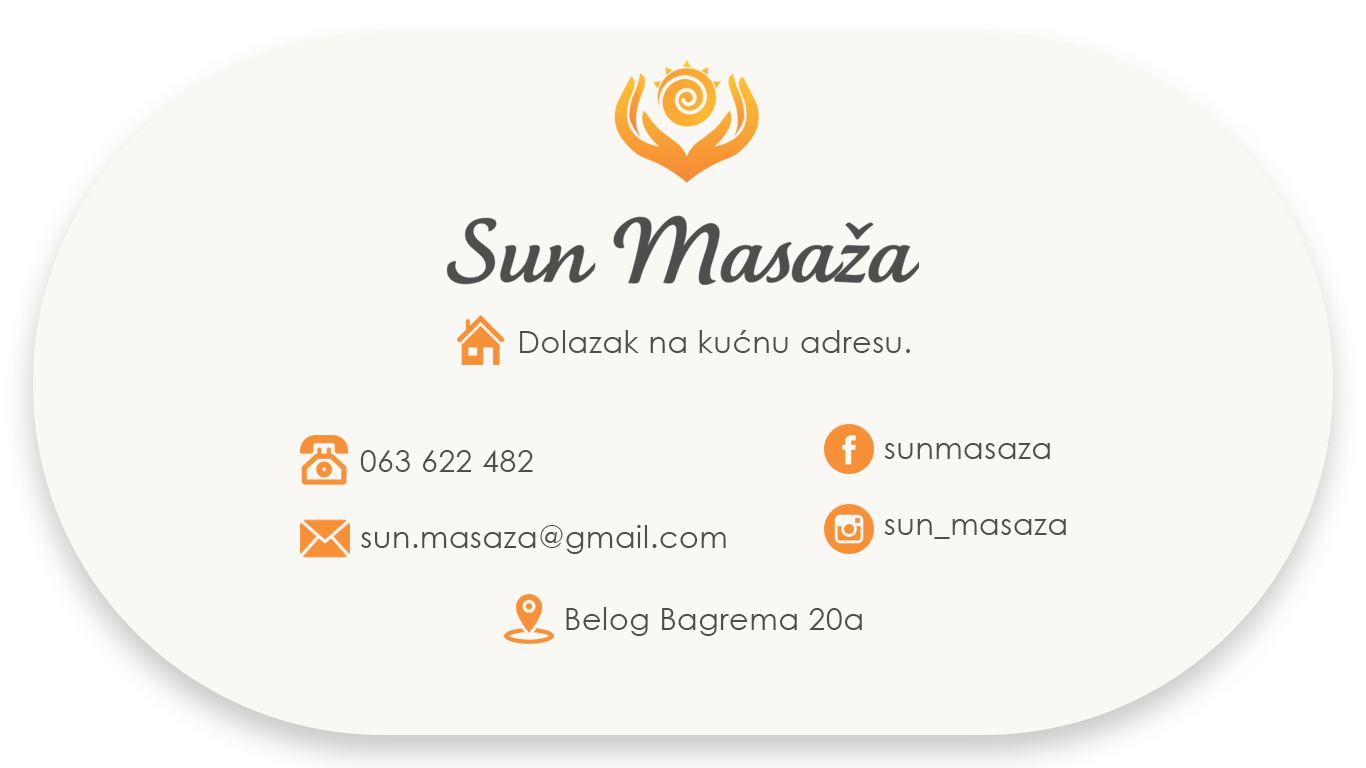 Sun Masaža
Dolazak na kućnu adresu.
063 622 482
sun.masaza@gmail.com
sunmasaza
sun_masaza
Belog Bagrema 20a